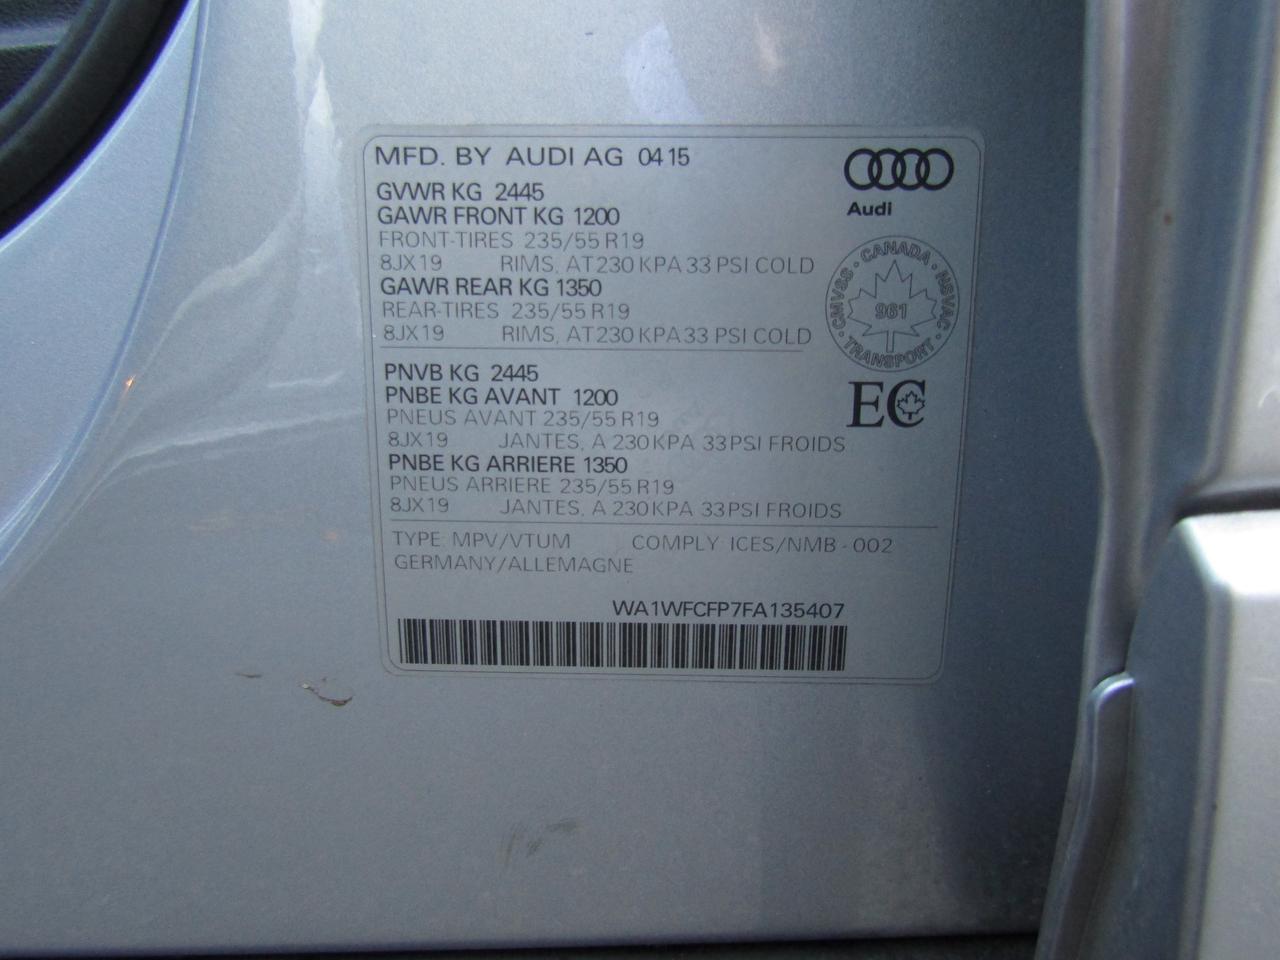 MFD. BY AUDI AG 0415
GVWR KG 2445
GAWR FRONT KG 1200
FRONT-TIRES 235/55 R19
8JX19 RIMS, AT 230 KPA 33 PSI COLD
GAWR REAR KG 1350
REAR-TIRES 235/55 R19
8JX19 RIMS, AT 230 KPA 33 PSI COLD
Audi
CANADA · NSVAC · TRANSPORT · CMVSS ·
961
EC
PNVB KG 2445
PNBE KG AVANT 1200
PNEUS AVANT 235/55 R19
8JX19 JANTES, A 230 KPA 33 PSI FROIDS
PNBE KG ARRIERE 1350
PNEUS ARRIERE 235/55 R19
8JX19 JANTES, A 230 KPA 33 PSI FROIDS
TYPE: MPV/VTUM COMPLY ICES/NMB - 002
GERMANY/ALLEMAGNE
WA1WFCFP7FA135407